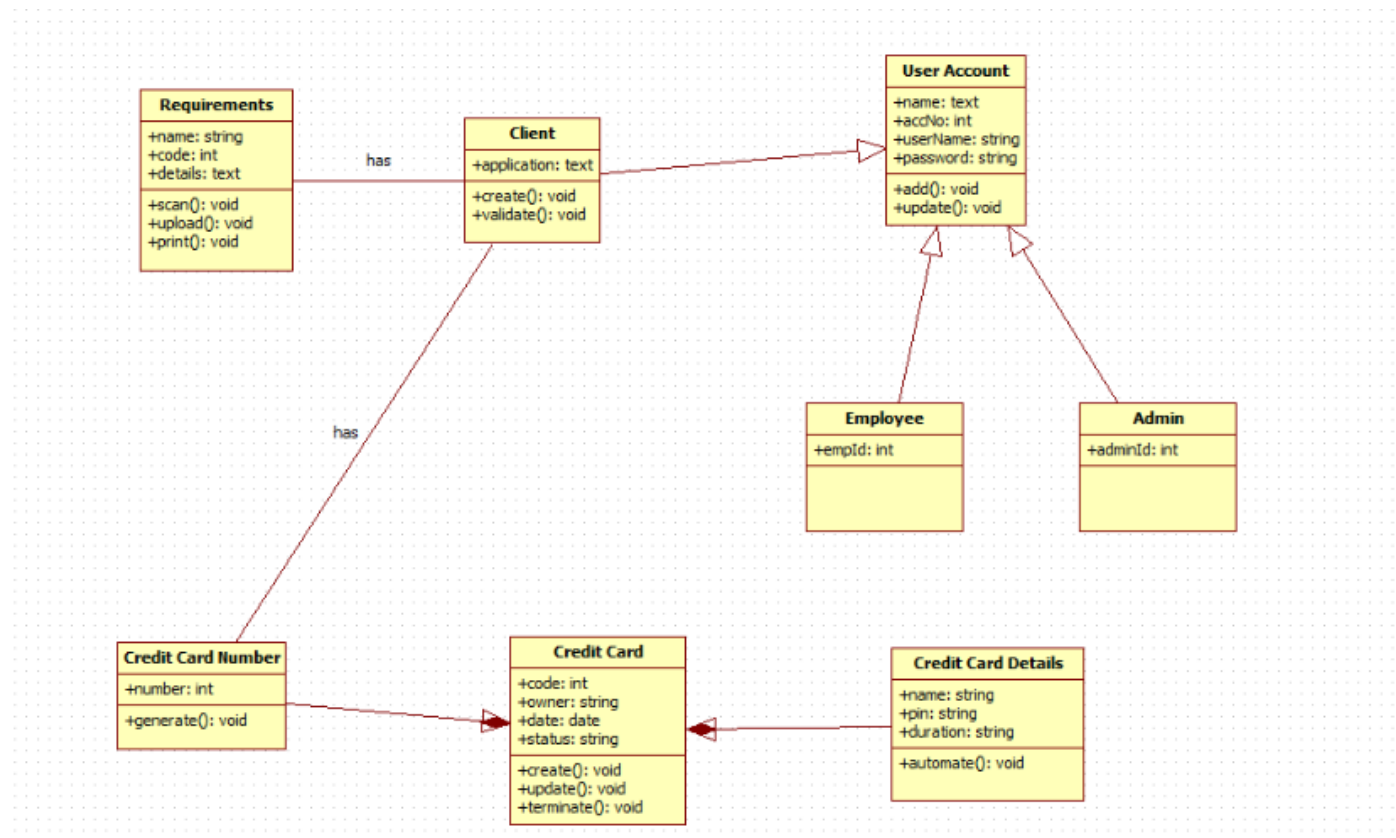 User Account
+name: text
+accNo: int
+userName: string
+password: string
+add(): void
+update(): void
Requirements
+name: string
+code: int
+details: text
+scan(): void
+upload(): void
+print(): void
has
Client
+application: text
+create(): void
+validate(): void
Employee
+empId: int
Admin
+adminId: int
has
Credit Card Number
+number: int
+generate(): void
Credit Card
+code: int
+owner: string
+date: date
+status: string
+create(): void
+update(): void
+terminate(): void
Credit Card Details
+name: string
+pin: string
+duration: string
+automate(): void